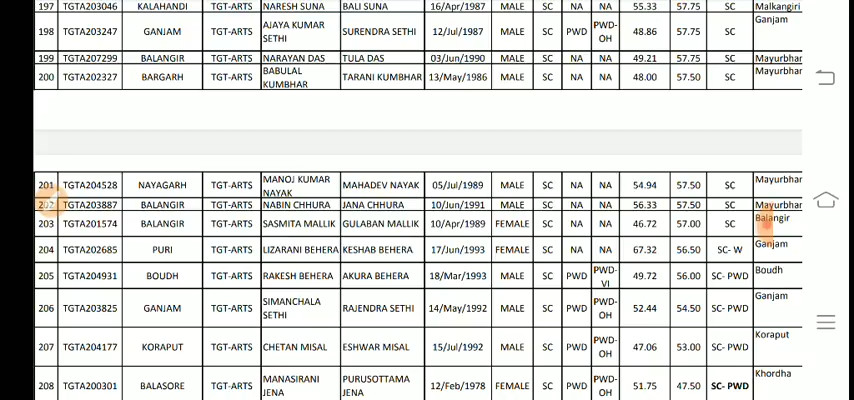 197 TGTA203046 KALAHANDI TGT-ARTS NARESH SUNA BALI SUNA 16/Apr/1987 MALE SC NA NA 55.33 57.75 SC Malkangiri
198 TGTA203247 GANJAM TGT-ARTS AJAYA KUMAR SETHI SURENDRA SETHI 12/Jul/1987 MALE SC PWD PWD-OH 48.86 57.75 SC Ganjam
199 TGTA207299 BALANGIR TGT-ARTS NARAYAN DAS TULA DAS 03/Jun/1990 MALE SC NA NA 49.21 57.75 SC Mayurbhan
200 TGTA202327 BARGARH TGT-ARTS BABULAL KUMBHAR TARANI KUMBHAR 13/May/1986 MALE SC NA NA 48.00 57.50 SC Mayurbhan
201 TGTA204528 NAYAGARH TGT-ARTS MANOJ KUMAR NAYAK MAHADEV NAYAK 05/Jul/1989 MALE SC NA NA 54.94 57.50 SC Mayurbhan
202 TGTA203887 BALANGIR TGT-ARTS NABIN CHHURA JANA CHHURA 10/Jun/1991 MALE SC NA NA 56.33 57.50 SC Mayurbhan
203 TGTA201574 BALANGIR TGT-ARTS SASMITA MALLIK GULABAN MALLIK 10/Apr/1989 FEMALE SC NA NA 46.72 57.00 SC Balangir
204 TGTA202685 PURI TGT-ARTS LIZARANI BEHERA KESHAB BEHERA 17/Jun/1993 FEMALE SC NA NA 67.32 56.50 SC- W Ganjam
205 TGTA204931 BOUDH TGT-ARTS RAKESH BEHERA AKURA BEHERA 18/Mar/1993 MALE SC PWD PWD-VI 49.72 56.00 SC- PWD Boudh
206 TGTA203825 GANJAM TGT-ARTS SIMANCHALA SETHI RAJENDRA SETHI 14/May/1992 MALE SC PWD PWD-OH 52.44 54.50 SC- PWD Ganjam
207 TGTA204177 KORAPUT TGT-ARTS CHETAN MISAL ESHWAR MISAL 15/Jul/1992 MALE SC PWD PWD-OH 47.06 53.00 SC- PWD Koraput
208 TGTA200301 BALASORE TGT-ARTS MANASIRANI JENA PURUSOTTAMA JENA 12/Feb/1978 FEMALE SC PWD PWD-OH 51.75 47.50 SC- PWD Khordha